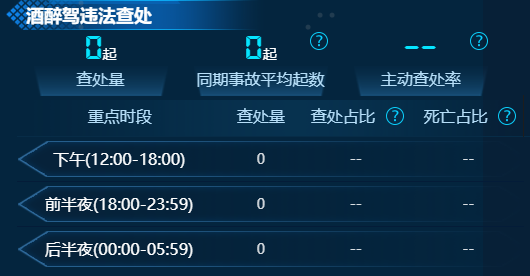 酒醉驾违法查处
0起 0起 ? -- ?
查处量 同期事故平均起数 主动查处率
重点时段 查处量 查处占比 ? 死亡占比 ?
下午(12:00-18:00) 0 -- --
前半夜(18:00-23:59) 0 -- --
后半夜(00:00-05:59) 0 -- --